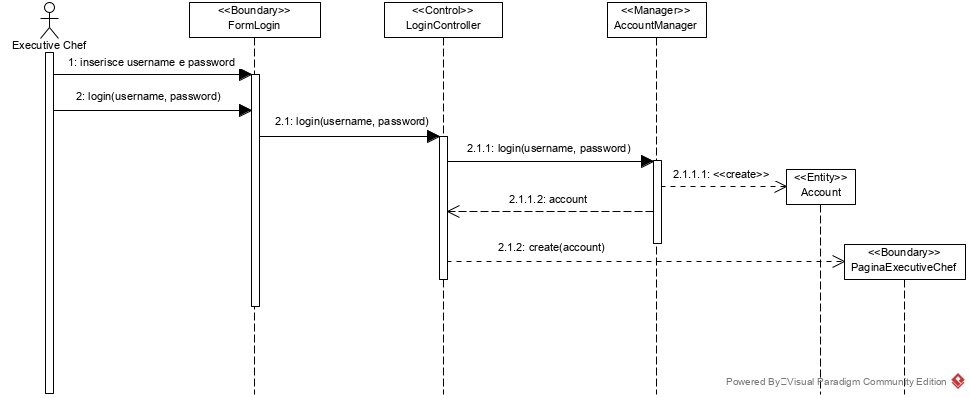 <<Boundary>>
FormLogin
<<Control>>
LoginController
<<Manager>>
AccountManager
Executive Chef
1: inserisce username e password
2: login(username, password)
2.1: login(username, password)
2.1.1: login(username, password)
2.1.1.1: <<create>>
<<Entity>>
Account
2.1.1.2: account
2.1.2: create(account)
<<Boundary>>
PaginaExecutiveChef
Powered By Visual Paradigm Community Edition